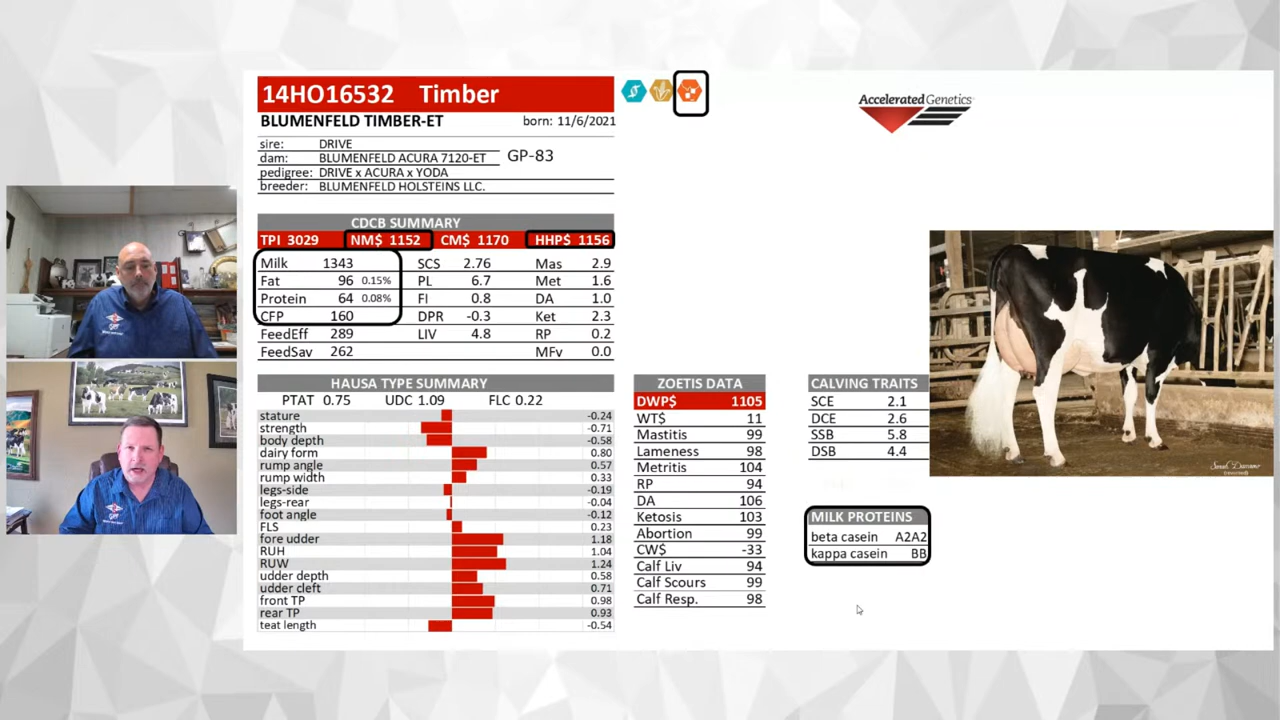 14HO16532 Timber
BLUMENFELD TIMBER-ET born: 11/6/2021
sire: DRIVE
dam: BLUMENFELD ACURA 7120-ET GP-83
pedigree: DRIVE x ACURA x YODA
breeder: BLUMENFELD HOLSTEINS LLC.
Accelerated Genetics
CDCB SUMMARY
TPI 3029 NM$ 1152 CM$ 1170 HHP$ 1156
Milk 1343 SCS 2.76 Mas 2.9
Fat 96 0.15% PL 6.7 Met 1.6
Protein 64 0.08% FI 0.8 DA 1.0
CFP 160 DPR -0.3 Ket 2.3
FeedEff 289 LIV 4.8 RP 0.2
FeedSav 262 MFv 0.0
HAUSA TYPE SUMMARY
PTAT 0.75 UDC 1.09 FLC 0.22
stature -0.24
strength -0.71
body depth -0.58
dairy form 0.80
rump angle 0.57
rump width 0.33
legs-side -0.19
legs-rear -0.04
foot angle -0.12
FLS 0.23
fore udder 1.18
RUH 1.04
RUW 1.24
udder depth 0.58
udder cleft 0.71
front TP 0.98
rear TP 0.93
teat length -0.54
ZOETIS DATA
DWP$ 1105
WT$ 11
Mastitis 99
Lameness 98
Metritis 104
RP 94
DA 106
Ketosis 103
Abortion 99
CW$ -33
Calf Liv 94
Calf Scours 99
Calf Resp. 98
CALVING TRAITS
SCE 2.1
DCE 2.6
SSB 5.8
DSB 4.4
MILK PROTEINS
beta casein A2A2
kappa casein BB